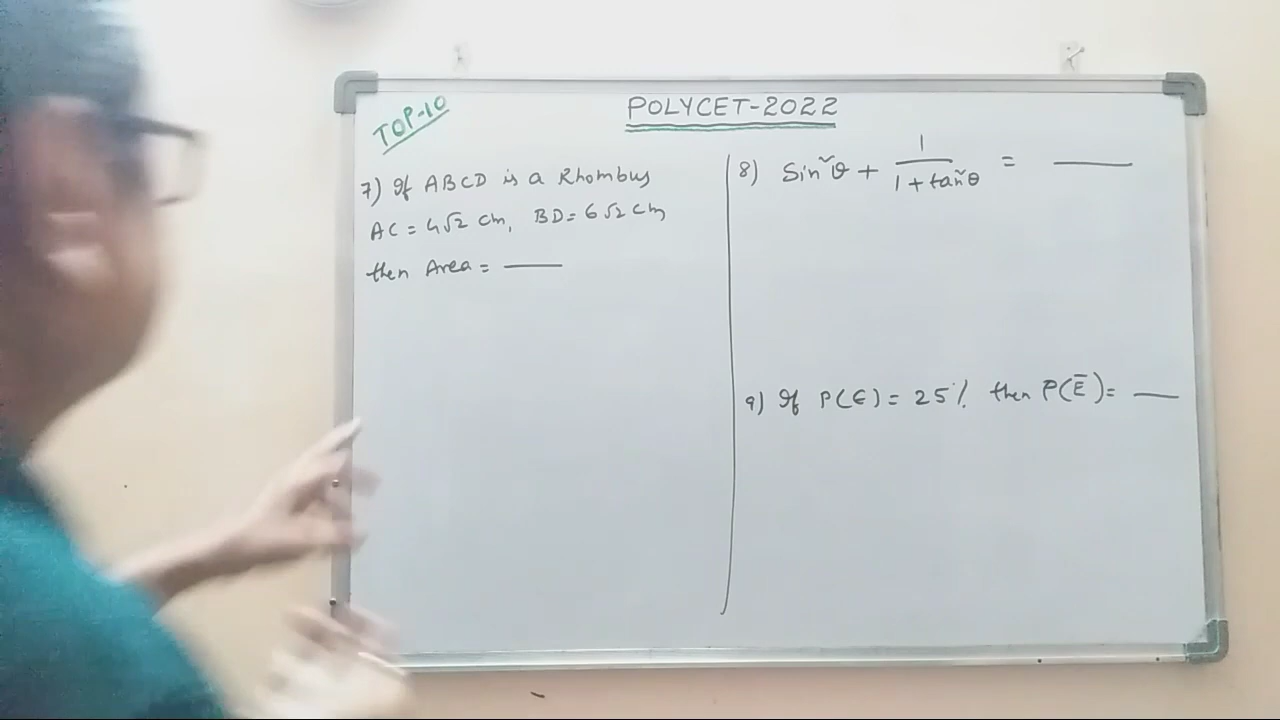 TOP-10
POLYCET-2022
7) If ABCD is a Rhombus
AC = 4√2 cm, BD = 6√2 cm
then Area = ____
8) Sin²θ + 1/(1 + tan²θ) = ____
9) If P(E) = 25% then P(E̅) = ____